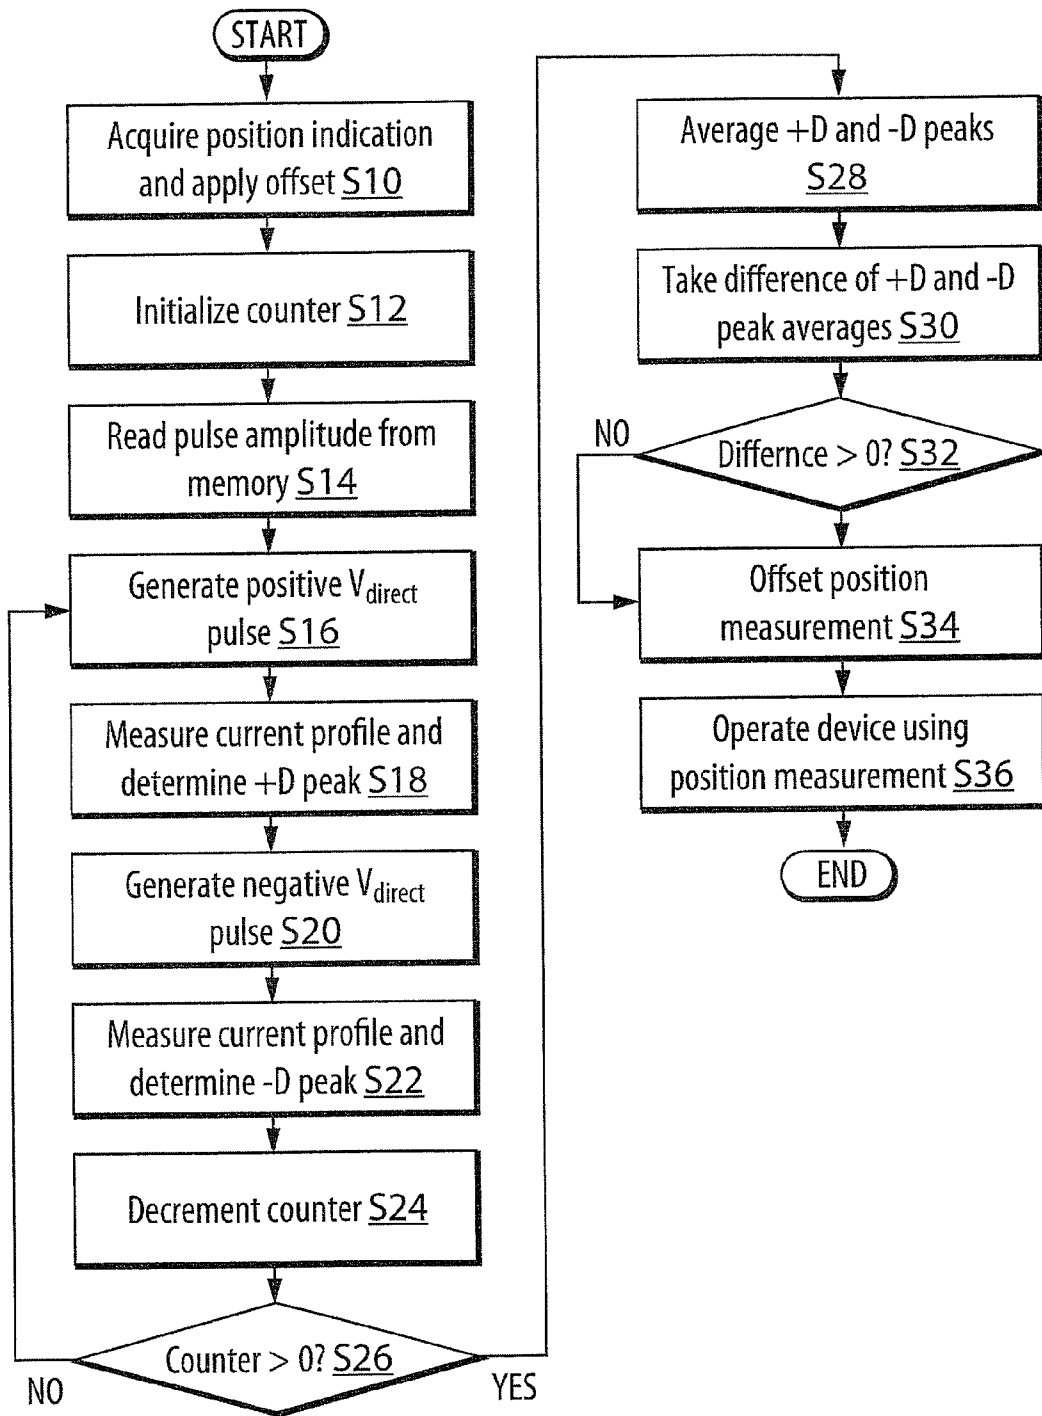 START
Acquire position indication
and apply offset S10
Initialize counter S12
Read pulse amplitude from
memory S14
Generate positive Vdirect
pulse S16
Measure current profile and
determine +D peak S18
Generate negative Vdirect
pulse S20
Measure current profile and
determine -D peak S22
Decrement counter S24
Counter > 0? S26
NO
YES
Average +D and -D peaks
S28
Take difference of +D and -D
peak averages S30
NO
Differnce > 0? S32
Offset position
measurement S34
Operate device using
position measurement S36
END